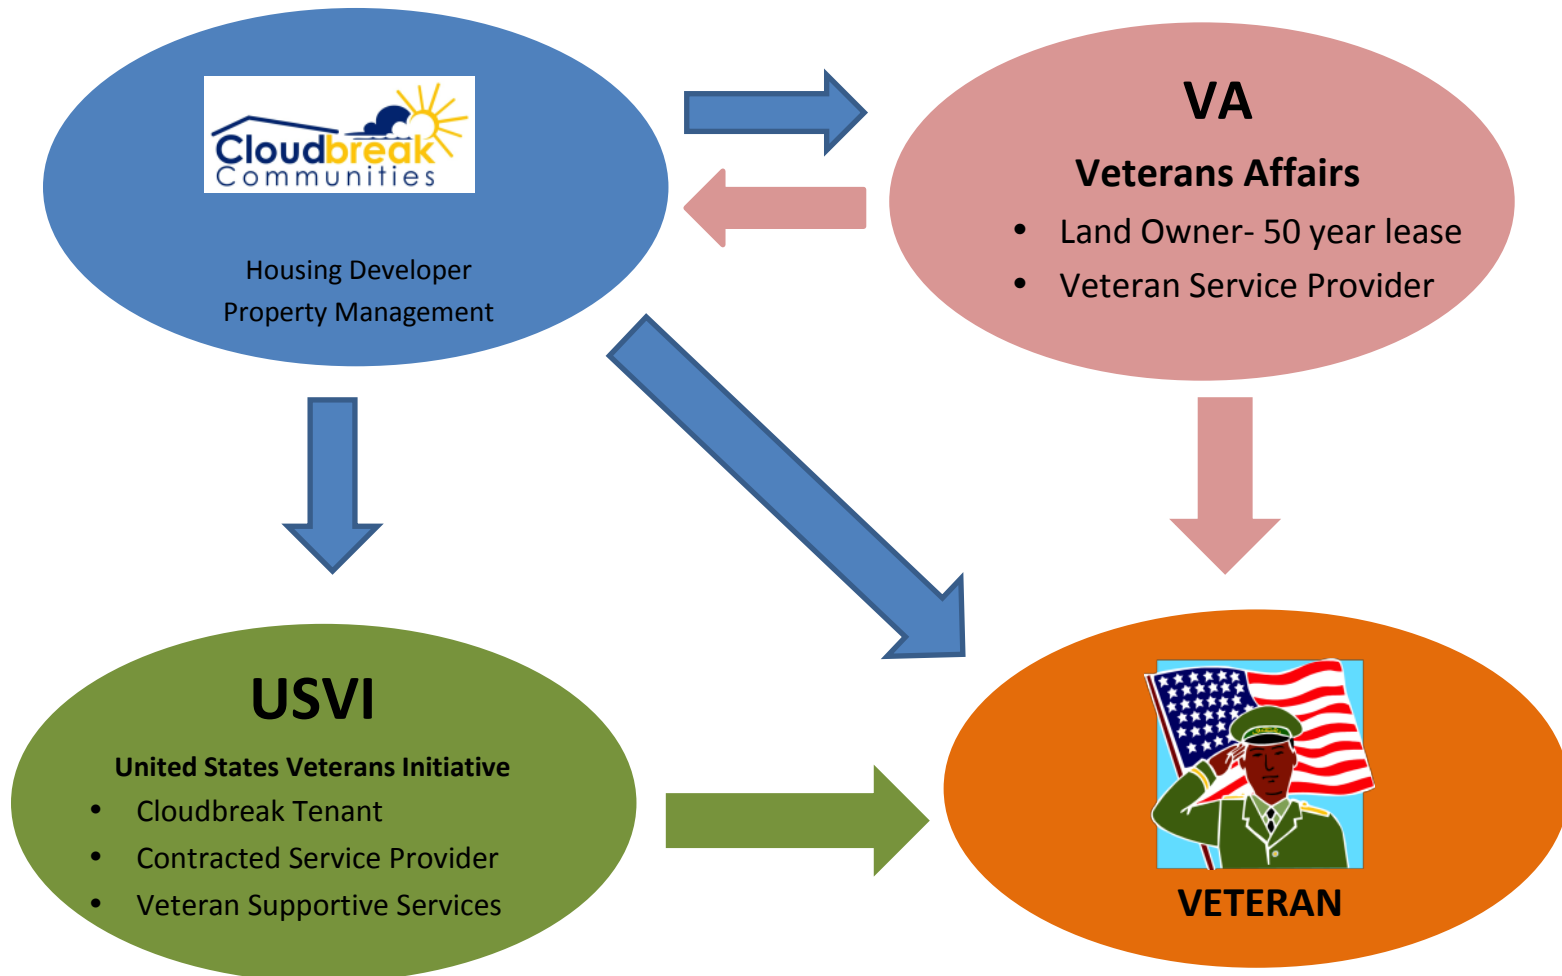 Cloudbreak
Communities
Housing Developer
Property Management
VA
Veterans Affairs
• Land Owner- 50 year lease
• Veteran Service Provider
USVI
United States Veterans Initiative
• Cloudbreak Tenant
• Contracted Service Provider
• Veteran Supportive Services
VETERAN